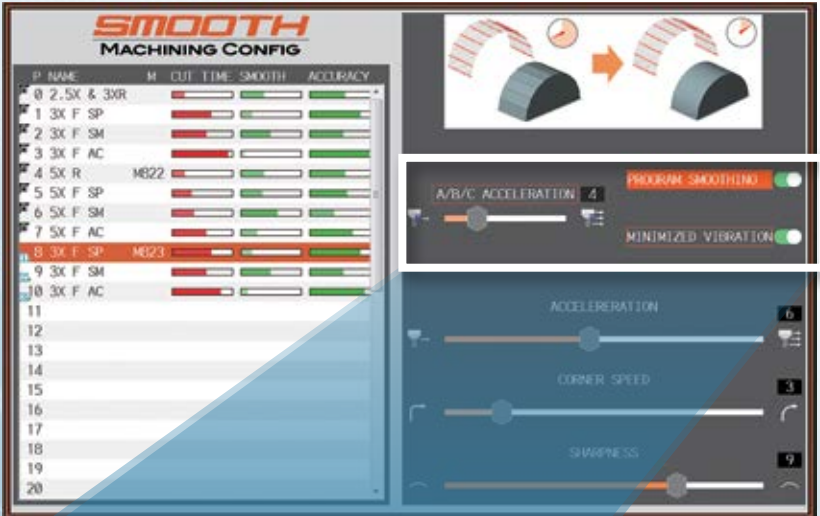 SMOOTH
MACHINING CONFIG
P NAME M CUT TIME SMOOTH ACCURACY
0 2.5X & 3XR
1 3X F SP
2 3X F SM
3 3X F AC
4 5X R M822
5 5X F SP
6 5X F SM
7 5X F AC
8 3X F SP M823
9 3X F SM
10 3X F AC
11
12
13
14
15
16
17
18
19
20
PROGRAM SMOOTHING
A/B/C ACCELERATION 4
MINIMIZED VIBRATION
ACCELERERATION
6
CORNER SPEED
3
SHARPNESS
9